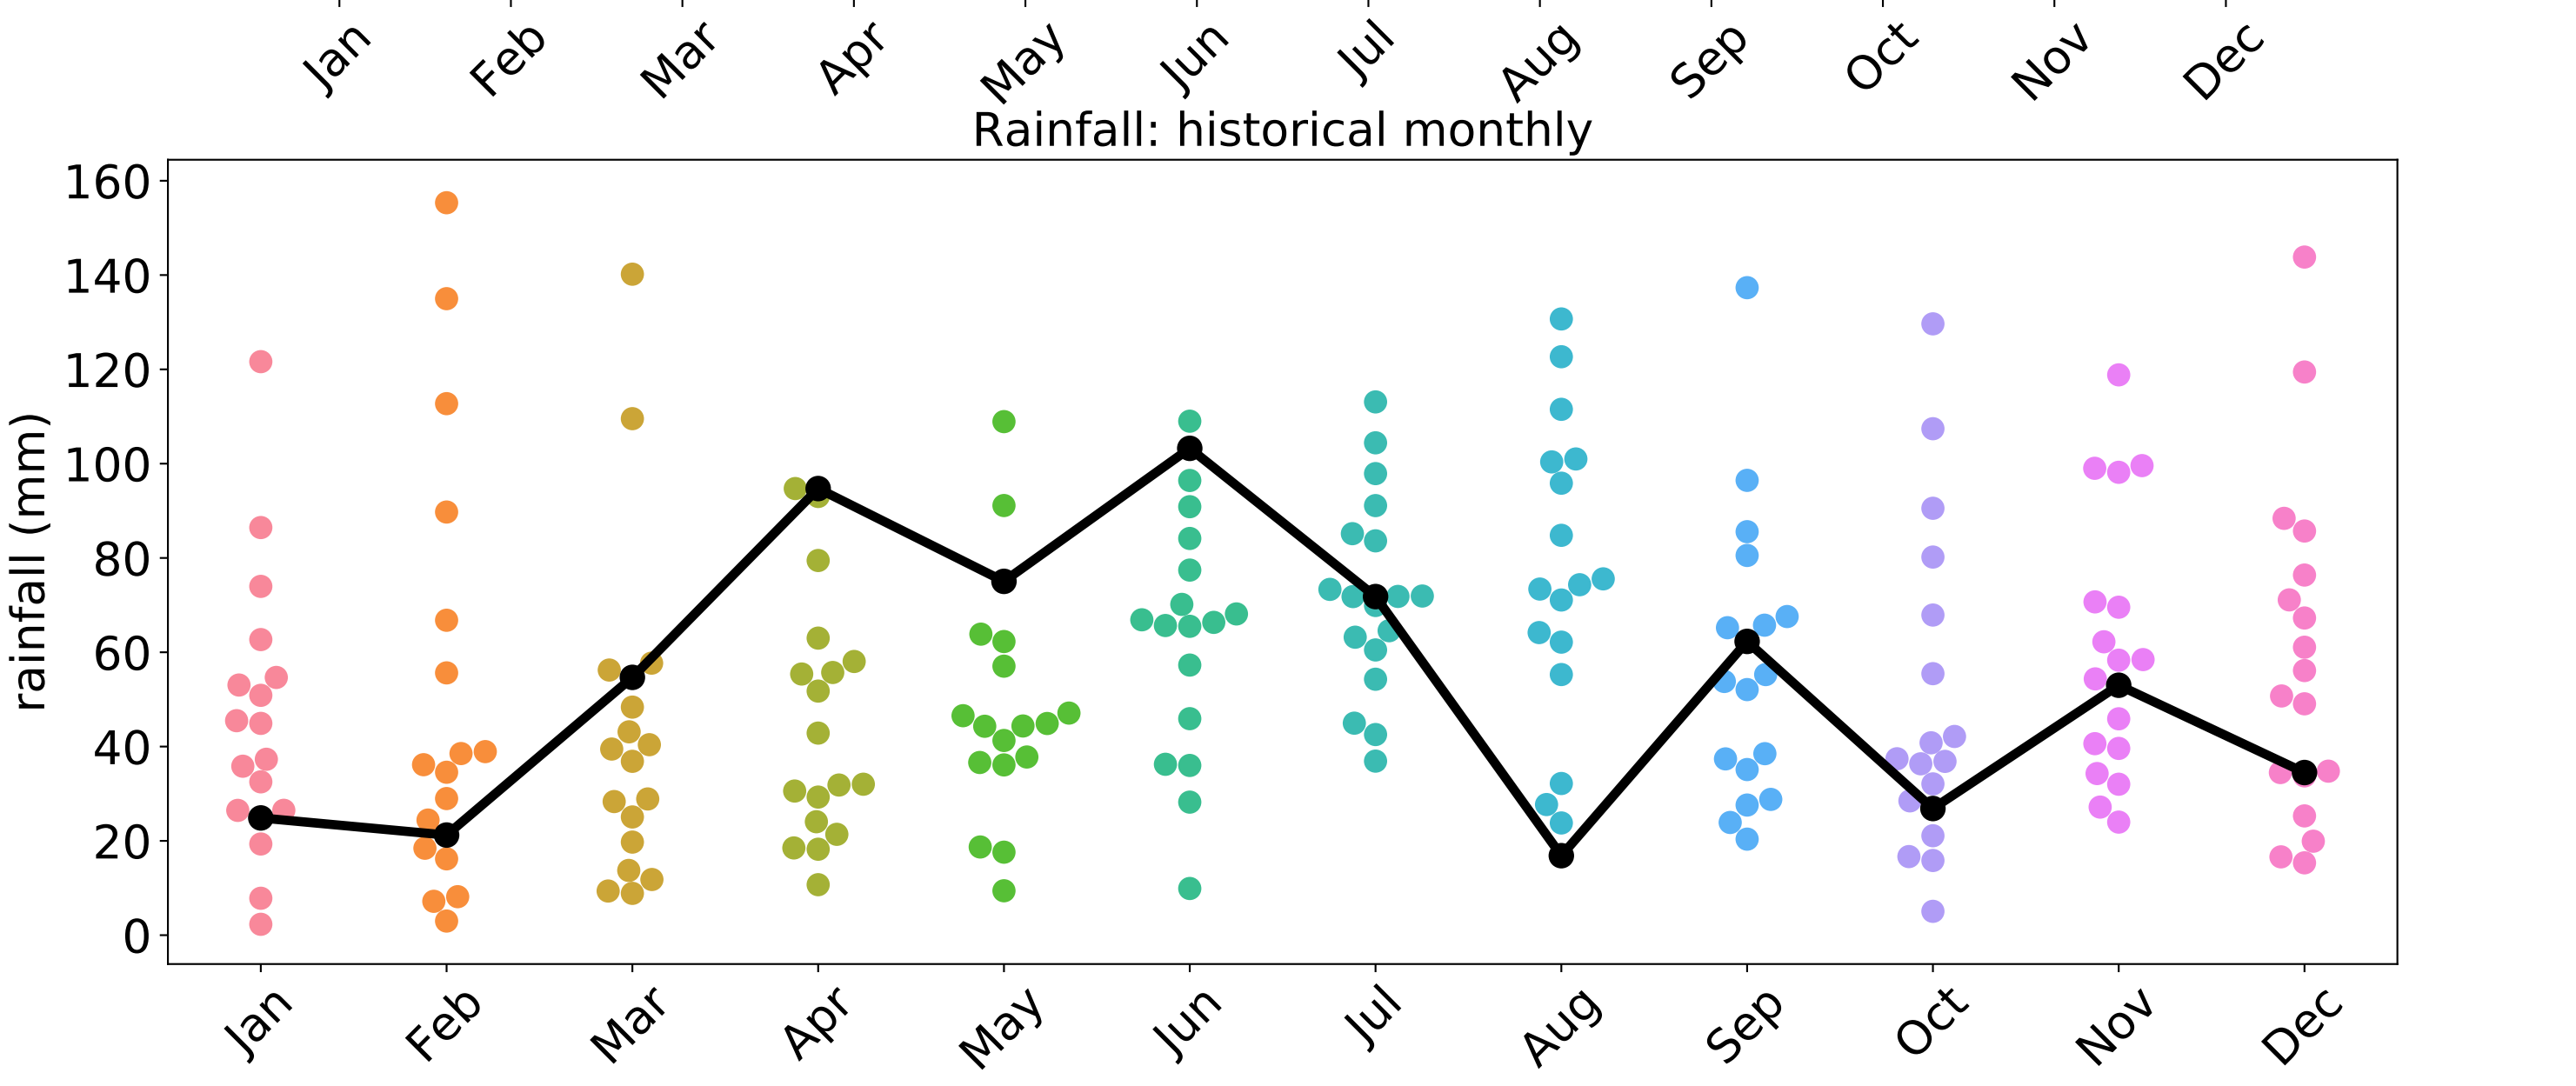 Jan Feb Mar Apr May Jun Jul Aug Sep Oct Nov Dec
Rainfall: historical monthly
rainfall (mm)
160
140
120
100
80
60
40
20
0
Jan Feb Mar Apr May Jun Jul Aug Sep Oct Nov Dec